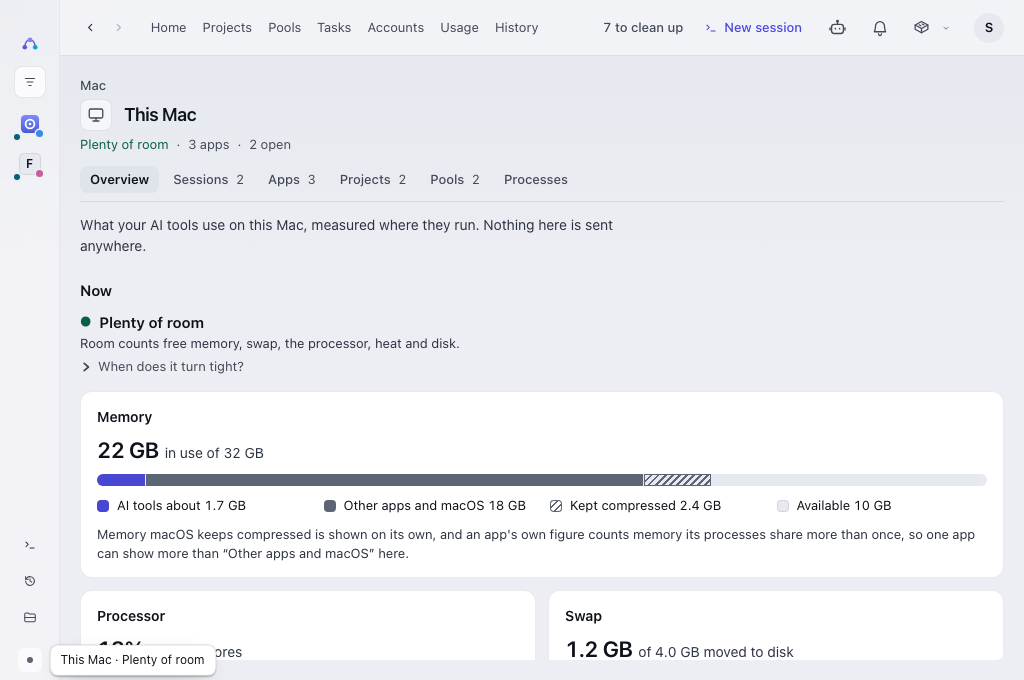 Home Projects Pools Tasks Accounts Usage History 7 to clean up New session S
F
Mac
This Mac
Plenty of room · 3 apps · 2 open
Overview Sessions 2 Apps 3 Projects 2 Pools 2 Processes
What your AI tools use on this Mac, measured where they run. Nothing here is sent
anywhere.
Now
Plenty of room
Room counts free memory, swap, the processor, heat and disk.
When does it turn tight?
Memory
22 GB in use of 32 GB
AI tools about 1.7 GB Other apps and macOS 18 GB Kept compressed 2.4 GB Available 10 GB
Memory macOS keeps compressed is shown on its own, and an app's own figure counts memory its processes share more than once, so one app
can show more than “Other apps and macOS” here.
Processor
Swap
1.2 GB of 4.0 GB moved to disk
This Mac · Plenty of room